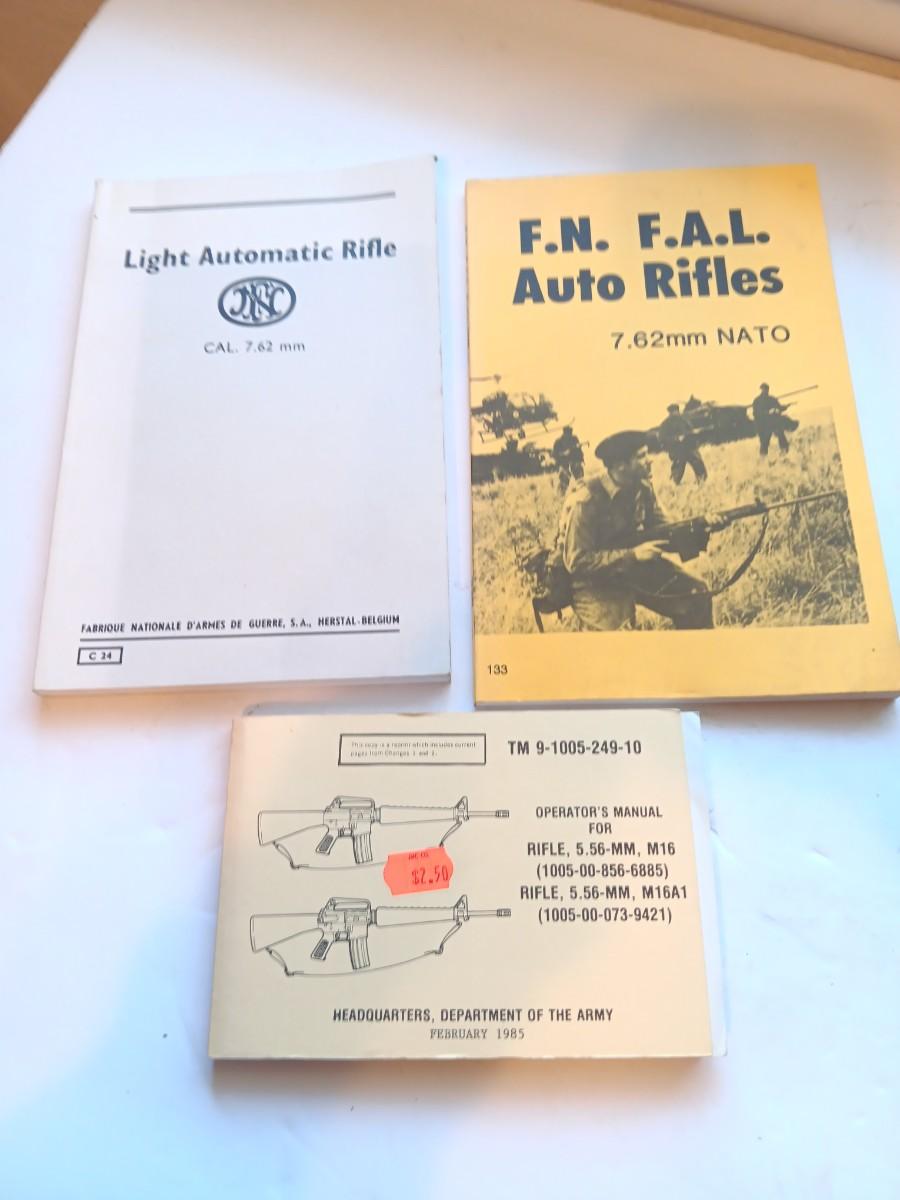 Light Automatic Rifle
FN
CAL. 7.62 mm
FABRIQUE NATIONALE D'ARMES DE GUERRE, S.A., HERSTAL-BELGIUM
C 24
F.N. F.A.L.
Auto Rifles
7.62mm NATO
133
This copy is a reprint which includes current
pages from Changes 1 and 2.
TM 9-1005-249-10
OPERATOR'S MANUAL
FOR
RIFLE, 5.56-MM, M16
(1005-00-856-6885)
RIFLE, 5.56-MM, M16A1
(1005-00-073-9421)
$2.50
HEADQUARTERS, DEPARTMENT OF THE ARMY
FEBRUARY 1985